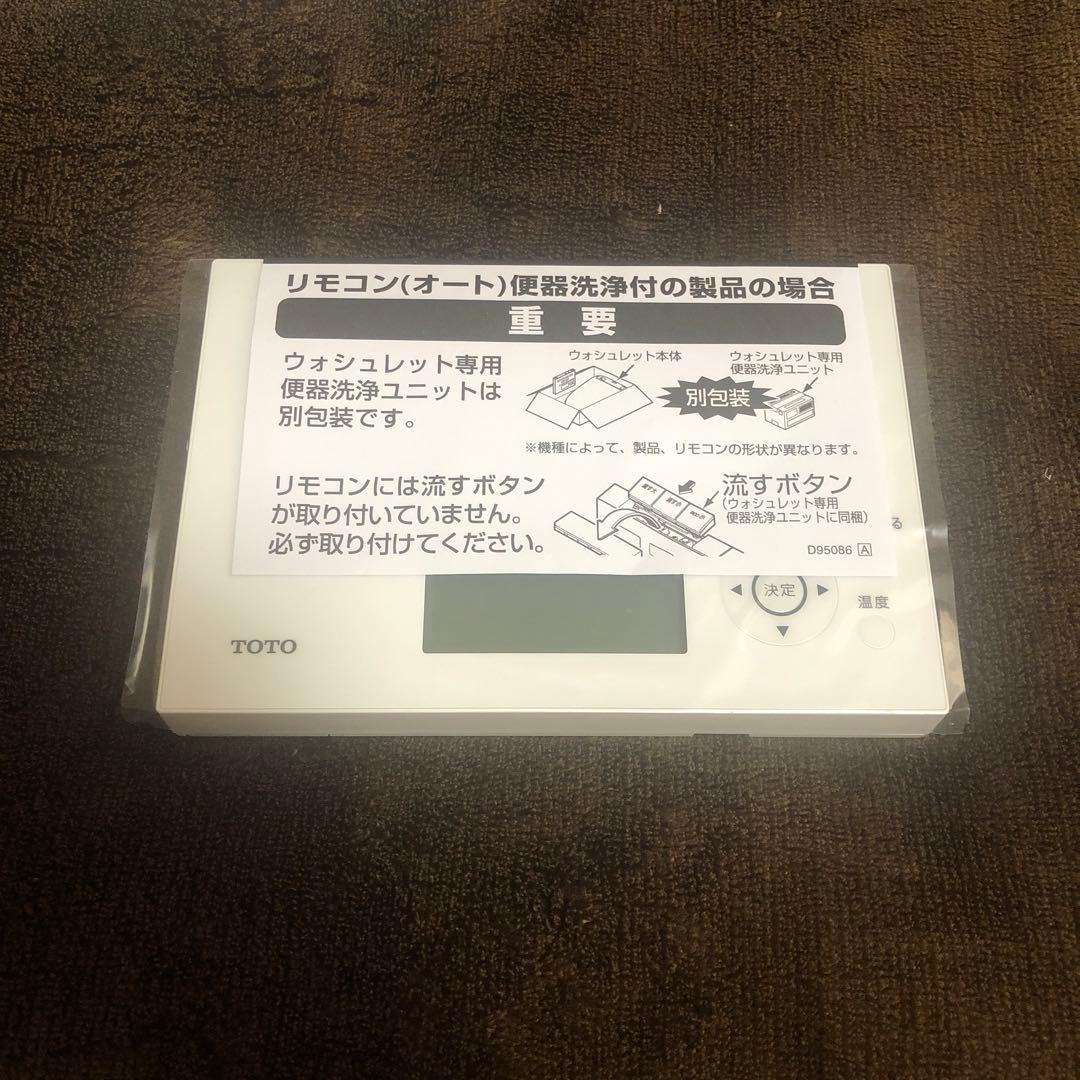 リモコン(オート)便器洗浄付の製品の場合
重要
ウォシュレット専用
便器洗浄ユニットは
別包装です。
ウォシュレット本体
別包装
ウォシュレット専用
便器洗浄ユニット
※機種によって、製品、リモコンの形状が異なります。
リモコンには流すボタン
が取り付いていません。
必ず取り付けてください。
流すボタン
(ウォシュレット専用
便器洗浄ユニットに同梱)
D95086 A
る
決定
温度
TOTO